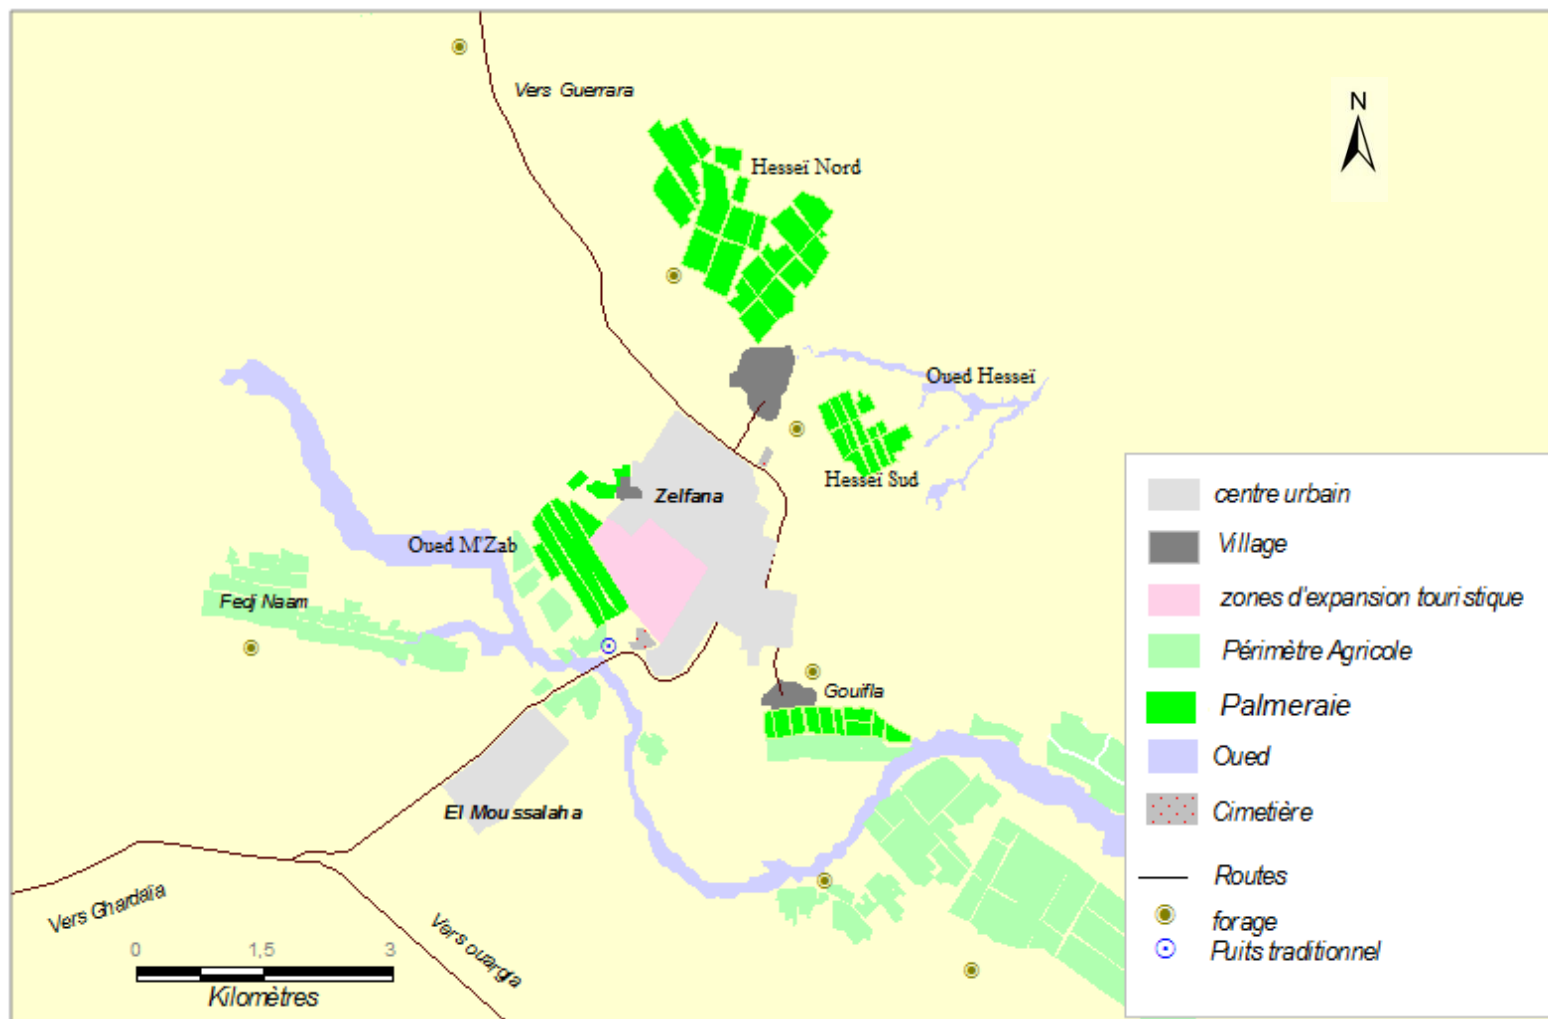 Vers Guerrara
N
Hesseï Nord
Oued Hesseï
Hesseï Sud
Zelfana
Oued M'Zab
Fedj Naam
Gouifla
El Moussalaha
Vers Ghardaïa
Vers ouargla
0 1,5 3
Kilomètres
centre urbain
Village
zones d'expansion touristique
Périmètre Agricole
Palmeraie
Oued
Cimetière
Routes
forage
Puits traditionnel